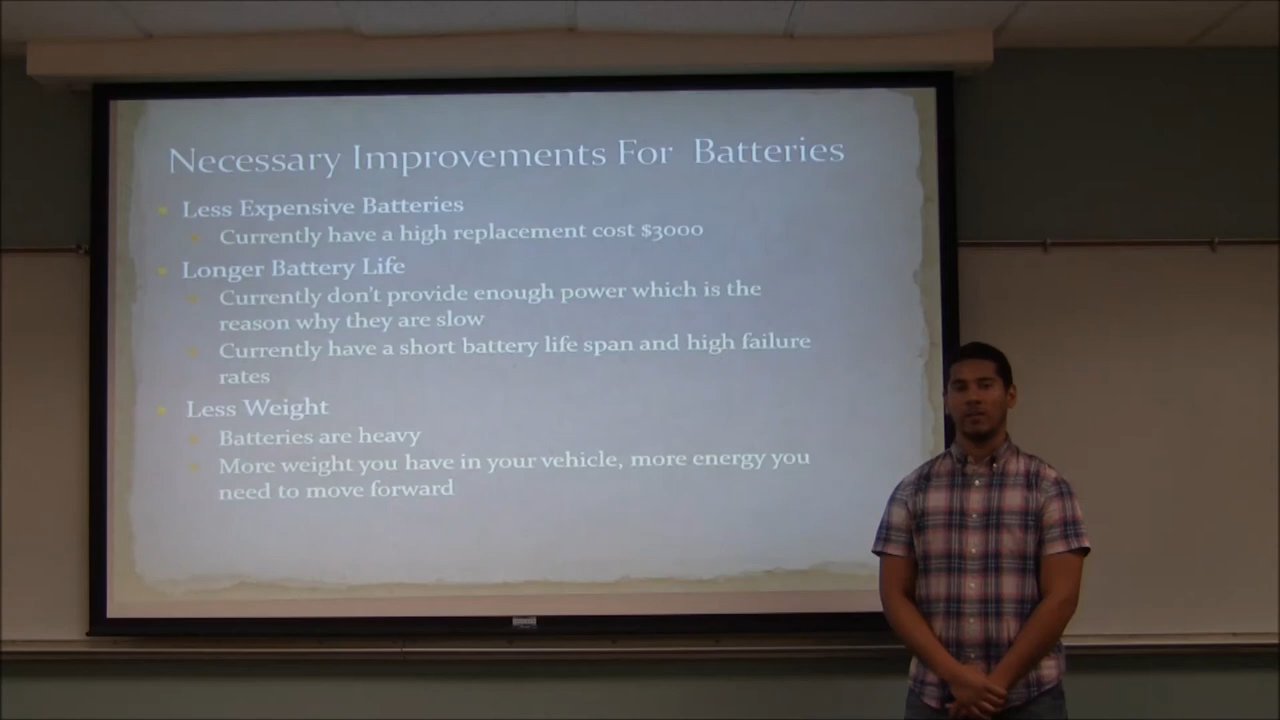 Necessary Improvements For Batteries
Less Expensive Batteries
Currently have a high replacement cost $3000
Longer Battery Life
Currently don't provide enough power which is the
reason why they are slow
Currently have a short battery life span and high failure
rates
Less Weight
Batteries are heavy
More weight you have in your vehicle, more energy you
need to move forward